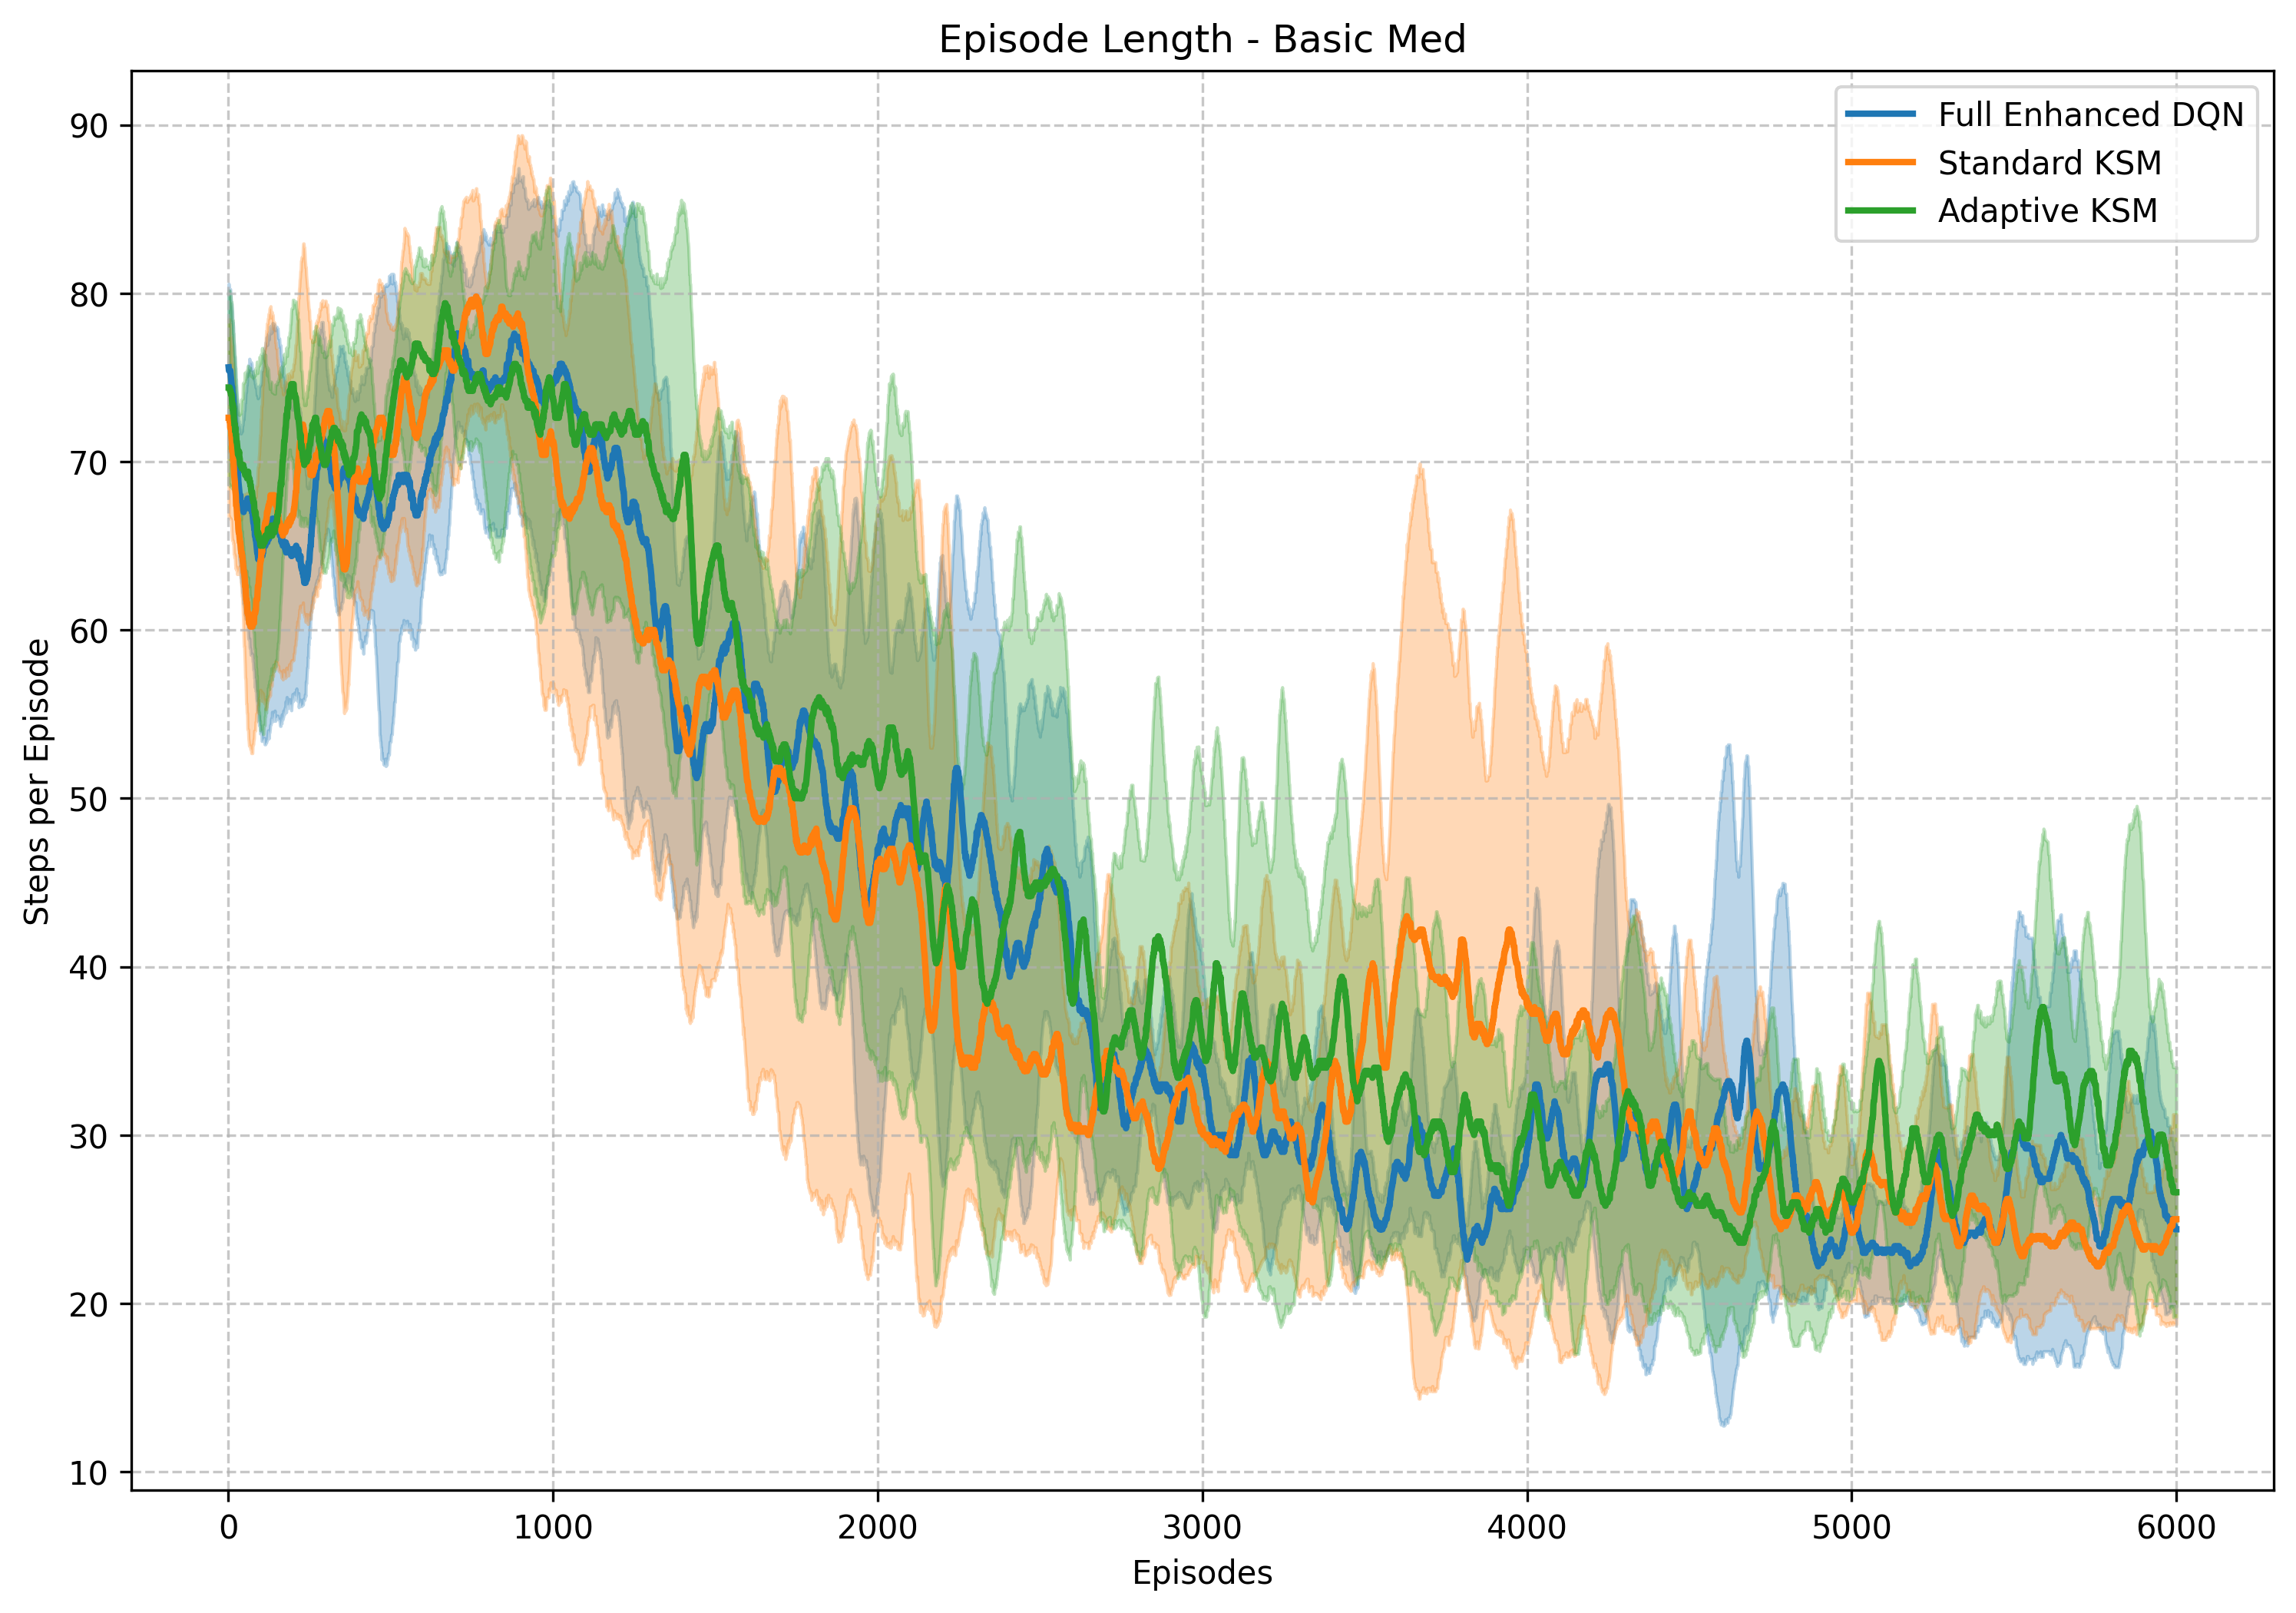 Episode Length - Basic Med
Full Enhanced DQN
Standard KSM
Adaptive KSM
Steps per Episode
90
80
70
60
50
40
30
20
10
0
1000
2000
3000
4000
5000
6000
Episodes